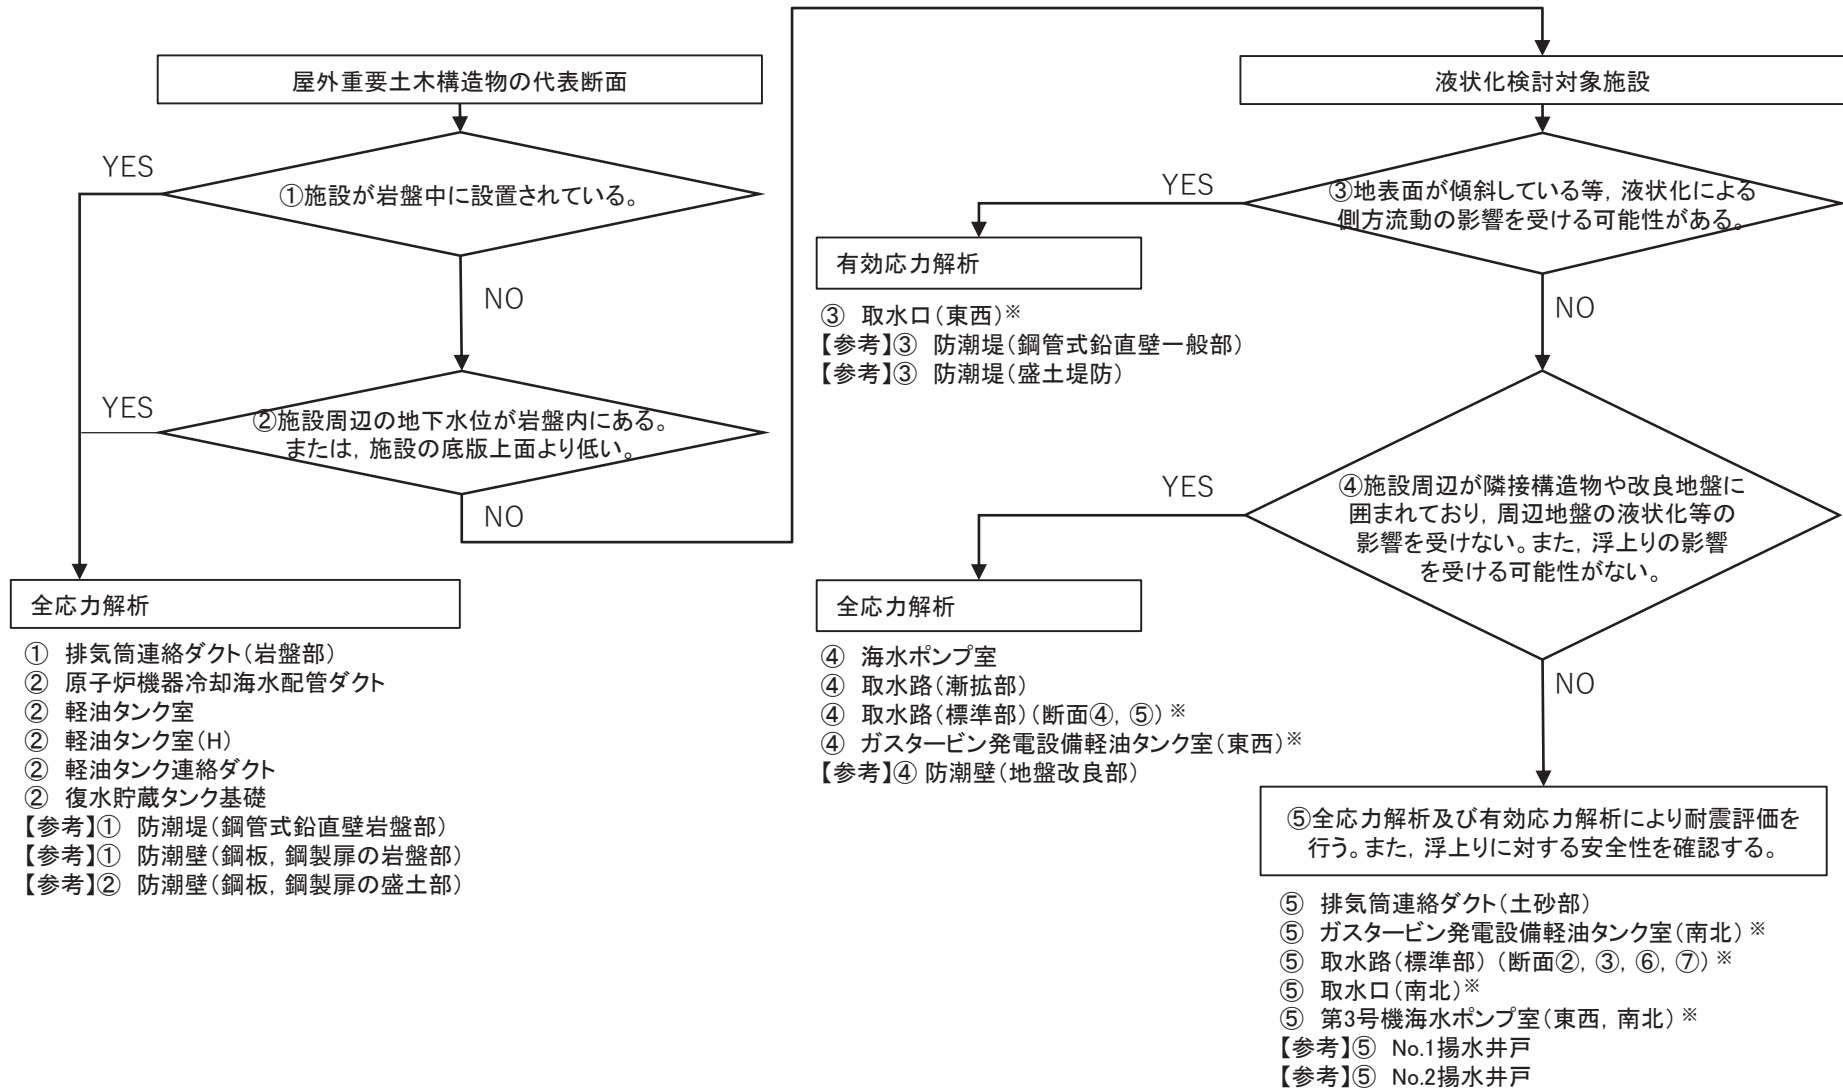 屋外重要土木構造物の代表断面
YES
①施設が岩盤中に設置されている。
NO
YES
②施設周辺の地下水位が岩盤内にある。
または，施設の底版上面より低い。
NO
全応力解析
① 排気筒連絡ダクト（岩盤部）
② 原子炉機器冷却海水配管ダクト
② 軽油タンク室
② 軽油タンク室（H）
② 軽油タンク連絡ダクト
② 復水貯蔵タンク基礎
【参考】① 防潮堤（鋼管式鉛直壁岩盤部）
【参考】① 防潮壁（鋼板，鋼製扉の岩盤部）
【参考】② 防潮壁（鋼板，鋼製扉の盛土部）
液状化検討対象施設
YES
③地表面が傾斜している等，液状化による
側方流動の影響を受ける可能性がある。
有効応力解析
NO
③ 取水口（東西）※
【参考】③ 防潮堤（鋼管式鉛直壁一般部）
【参考】③ 防潮堤（盛土堤防）
YES
④施設周辺が隣接構造物や改良地盤に
囲まれており，周辺地盤の液状化等の
影響を受けない。また，浮上りの影響
を受ける可能性がない。
全応力解析
④ 海水ポンプ室
④ 取水路（漸拡部）
④ 取水路（標準部）（断面④，⑤）※
④ ガスタービン発電設備軽油タンク室（東西）※
【参考】④ 防潮壁（地盤改良部）
NO
⑤全応力解析及び有効応力解析により耐震評価を
行う。また，浮上りに対する安全性を確認する。
⑤ 排気筒連絡ダクト（土砂部）
⑤ ガスタービン発電設備軽油タンク室（南北）※
⑤ 取水路（標準部）（断面②，③，⑥，⑦）※
⑤ 取水口（南北）※
⑤ 第3号機海水ポンプ室（東西，南北）※
【参考】⑤ No.1揚水井戸
【参考】⑤ No.2揚水井戸